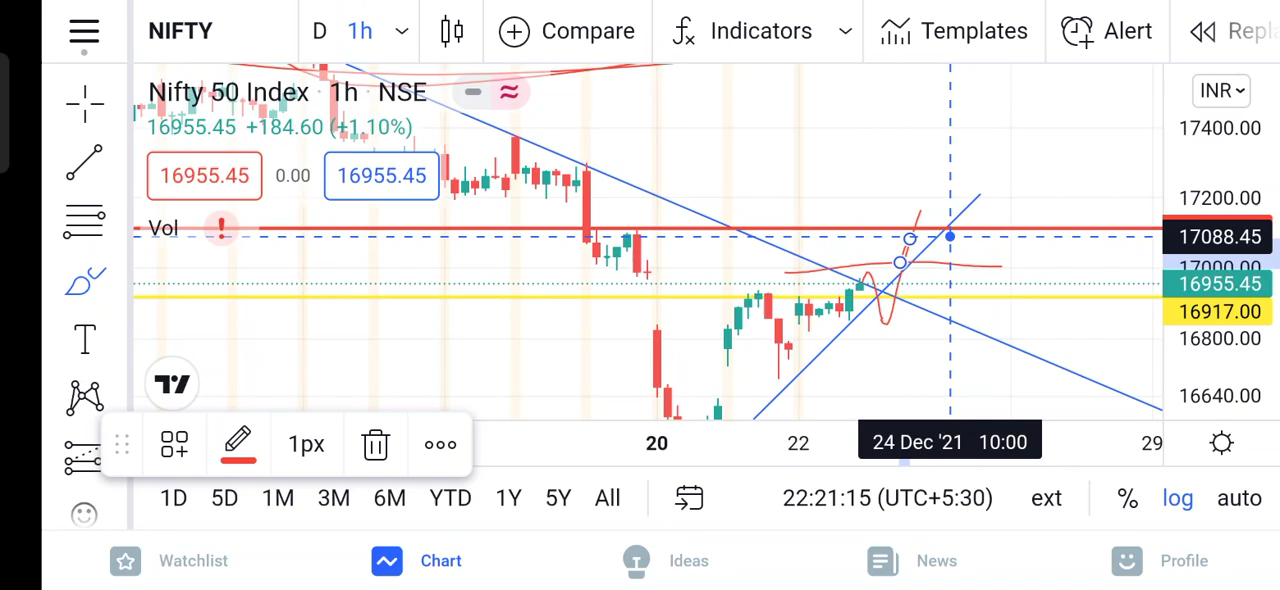 NIFTY D 1h Compare Indicators Templates Alert Repl
Nifty 50 Index · 1h · NSE
INR
16955.45 +184.60 (+1.10%)
17400.00
16955.45 0.00 16955.45
17200.00
Vol
17088.45
17000.00
16955.45
16917.00
16800.00
16640.00
20 22 24 Dec '21 10:00 29
1px
1D 5D 1M 3M 6M YTD 1Y 5Y All 22:21:15 (UTC+5:30) ext % log auto
Watchlist Chart Ideas News Profile